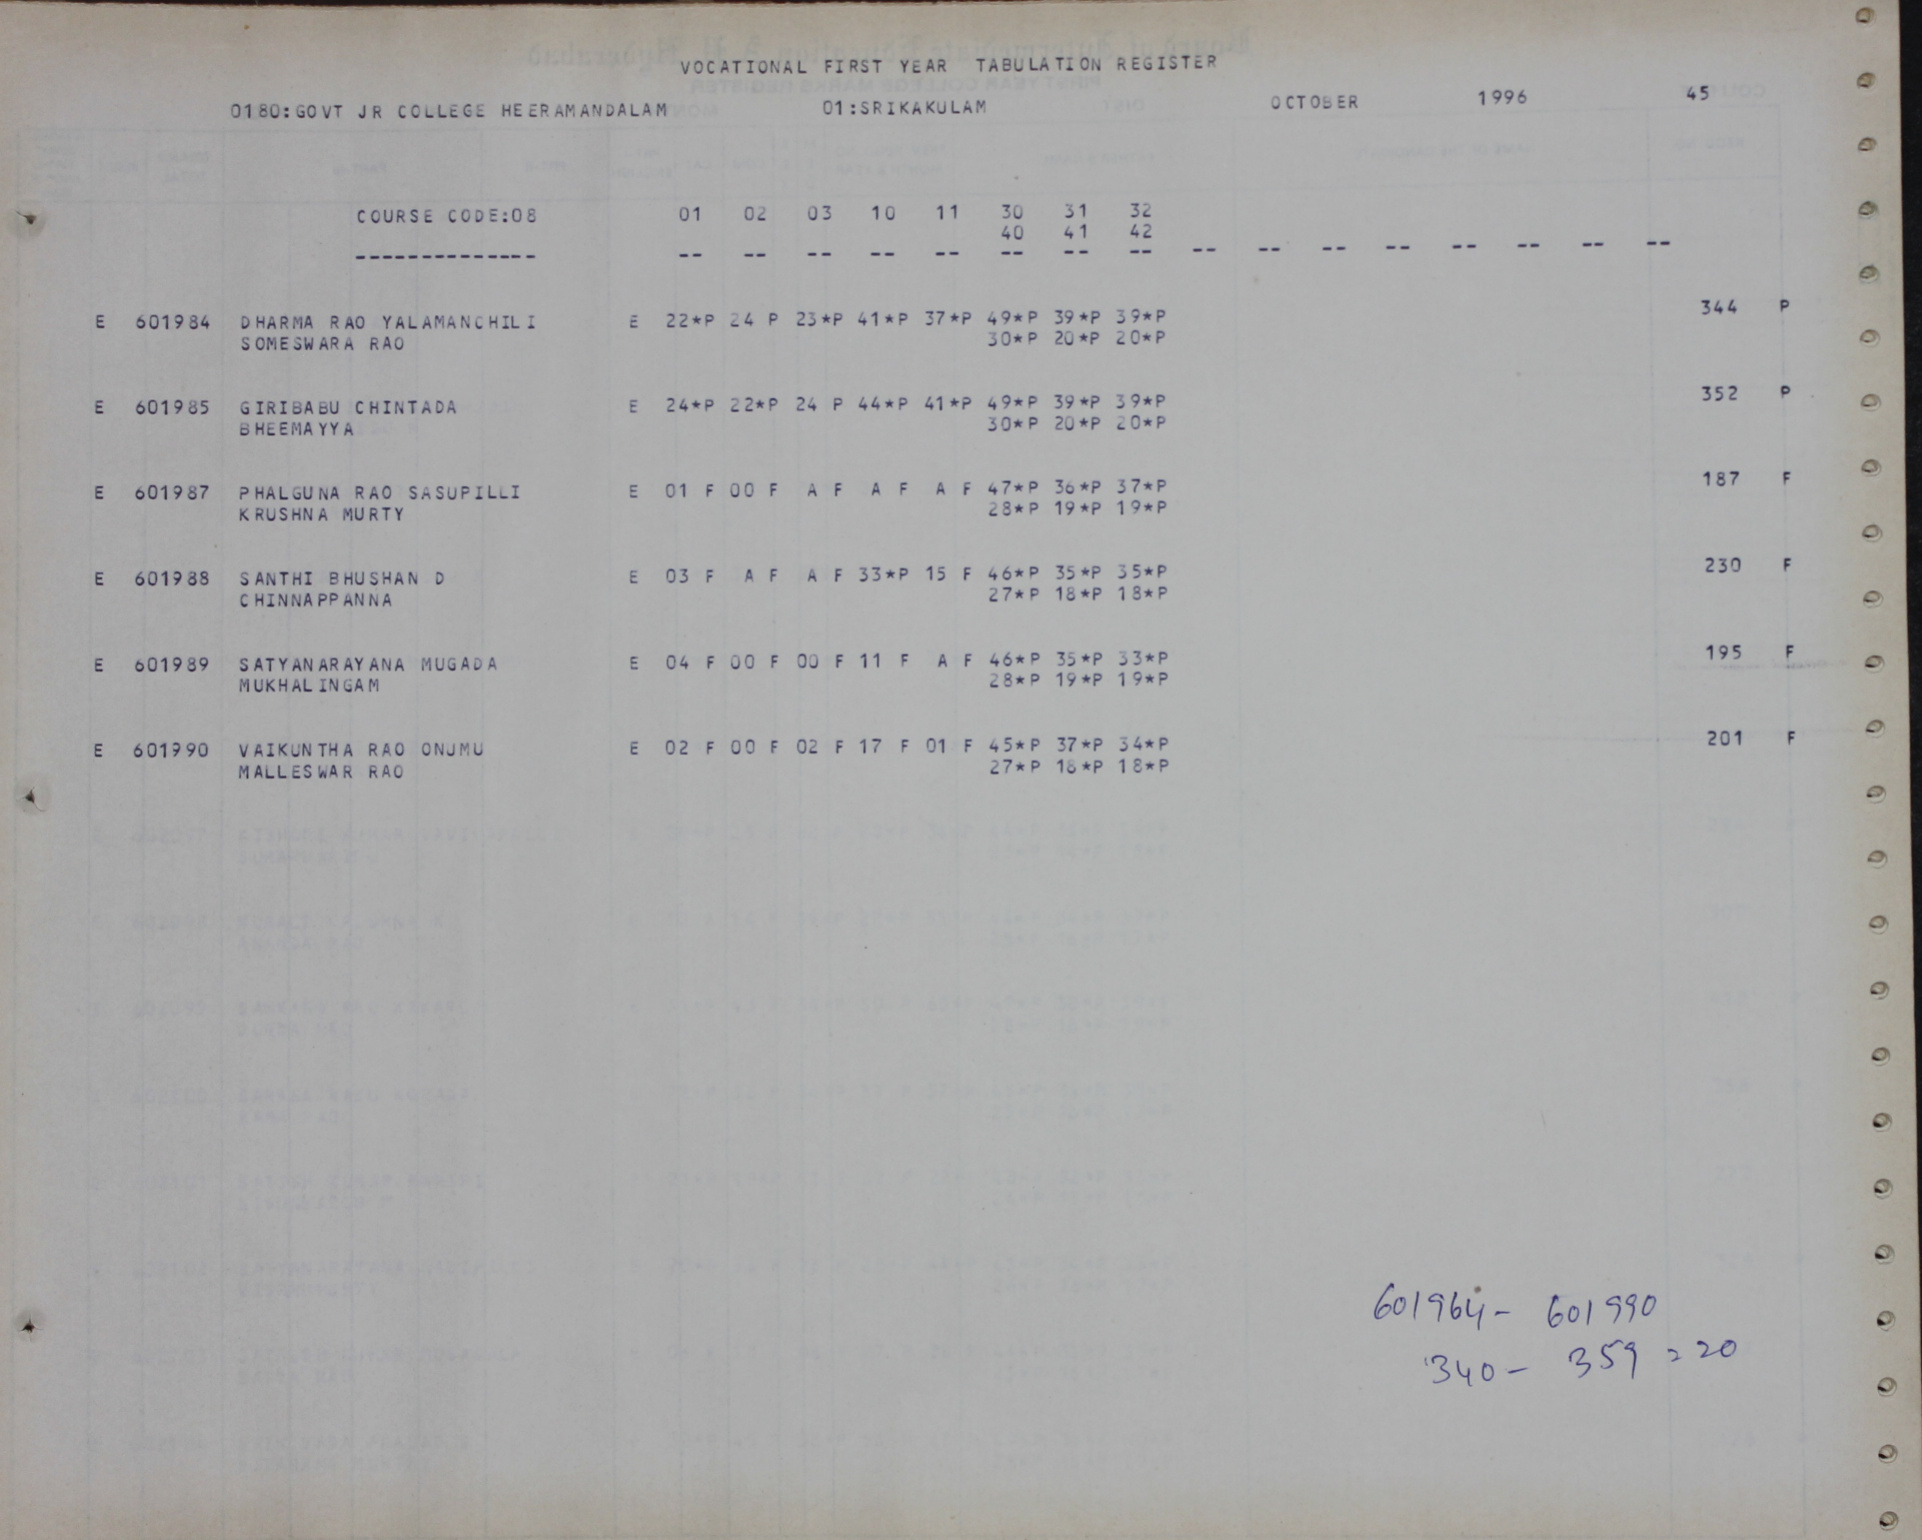 VOCATIONAL FIRST YEAR TABULATION REGISTER
0180:GOVT JR COLLEGE HEERAMANDALAM 01:SRIKAKULAM OCTOBER 1996 45
COURSE CODE:08 01 02 03 10 11 30 31 32
40 41 42
-------------- -- -- -- -- -- -- -- -- -- -- -- -- -- -- -- --
E 601984 DHARMA RAO YALAMANCHILI E 22*P 24 P 23*P 41*P 37*P 49*P 39*P 39*P 344 P
SOMESWARA RAO 30*P 20*P 20*P
E 601985 GIRIBABU CHINTADA E 24*P 22*P 24 P 44*P 41*P 49*P 39*P 39*P 352 P
BHEEMAYYA 30*P 20*P 20*P
E 601987 PHALGUNA RAO SASUPILLI E 01 F 00 F A F A F A F 47*P 36*P 37*P 187 F
KRUSHNA MURTY 28*P 19*P 19*P
E 601988 SANTHI BHUSHAN D E 03 F A F A F 33*P 15 F 46*P 35*P 35*P 230 F
CHINNAPPANNA 27*P 18*P 18*P
E 601989 SATYANARAYANA MUGADA E 04 F 00 F 00 F 11 F A F 46*P 35*P 33*P 195 F
MUKHALINGAM 28*P 19*P 19*P
E 601990 VAIKUNTHA RAO ONUMU E 02 F 00 F 02 F 17 F 01 F 45*P 37*P 34*P 201 F
MALLESWAR RAO 27*P 18*P 18*P
601964 - 601990
340 - 359 = 20